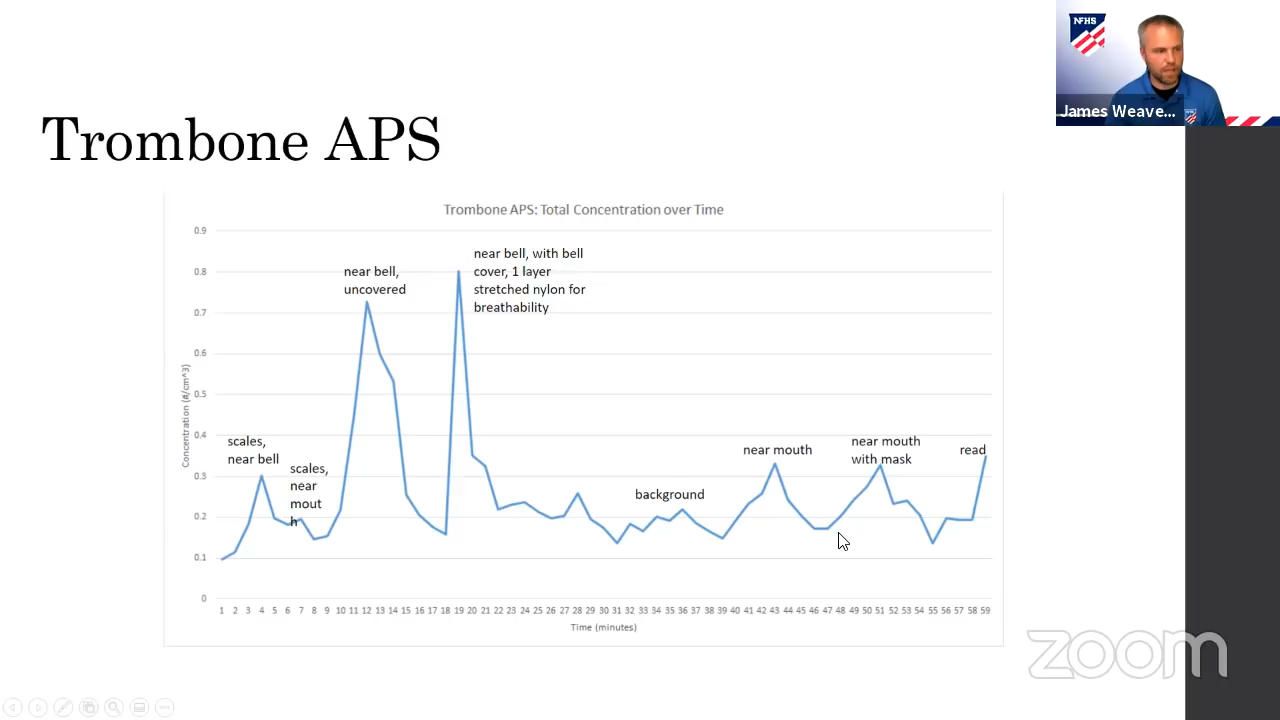 NFHS
James Weave...
Trombone APS
Trombone APS: Total Concentration over Time
Concentration (#/cm^3)
0.9
0.8
0.7
0.6
0.5
0.4
0.3
0.2
0.1
0
scales,
near bell
scales,
near
mout
h
near bell,
uncovered
near bell, with bell
cover, 1 layer
stretched nylon for
breathability
background
near mouth
near mouth
with mask
read
1 2 3 4 5 6 7 8 9 10 11 12 13 14 15 16 17 18 19 20 21 22 23 24 25 26 27 28 29 30 31 32 33 34 35 36 37 38 39 40 41 42 43 44 45 46 47 48 49 50 51 52 53 54 55 56 57 58 59
Time (minutes)
zoom